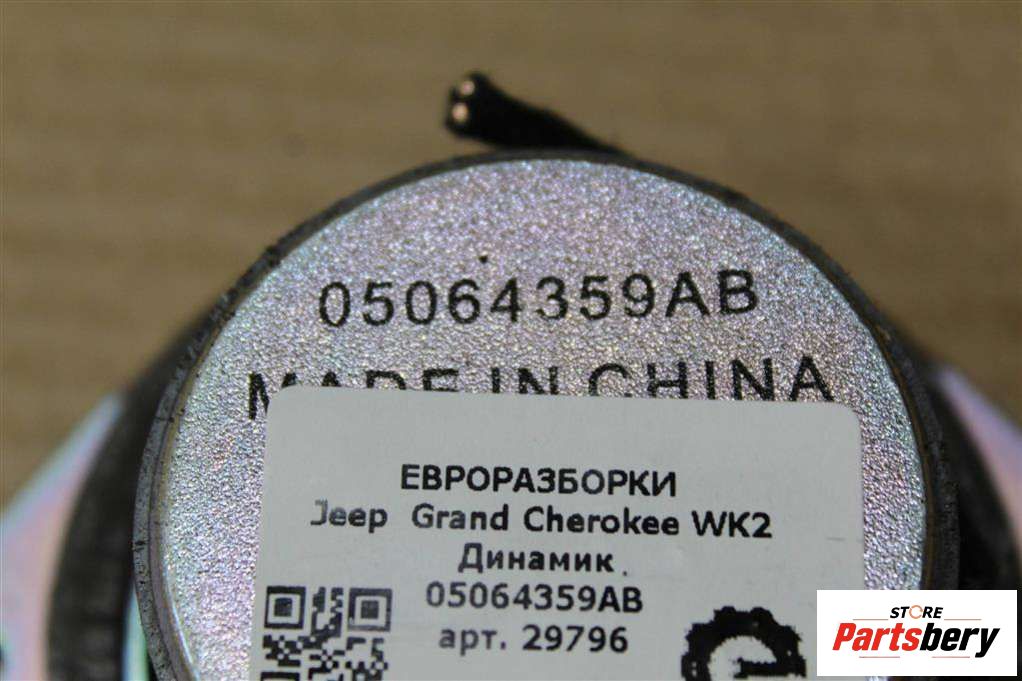 05064359AB
MADE IN CHINA
ЕВРОРАЗБОРКИ
Jeep Grand Cherokee WK2
Динамик
05064359AB
арт. 29796
STORE
Partsbery